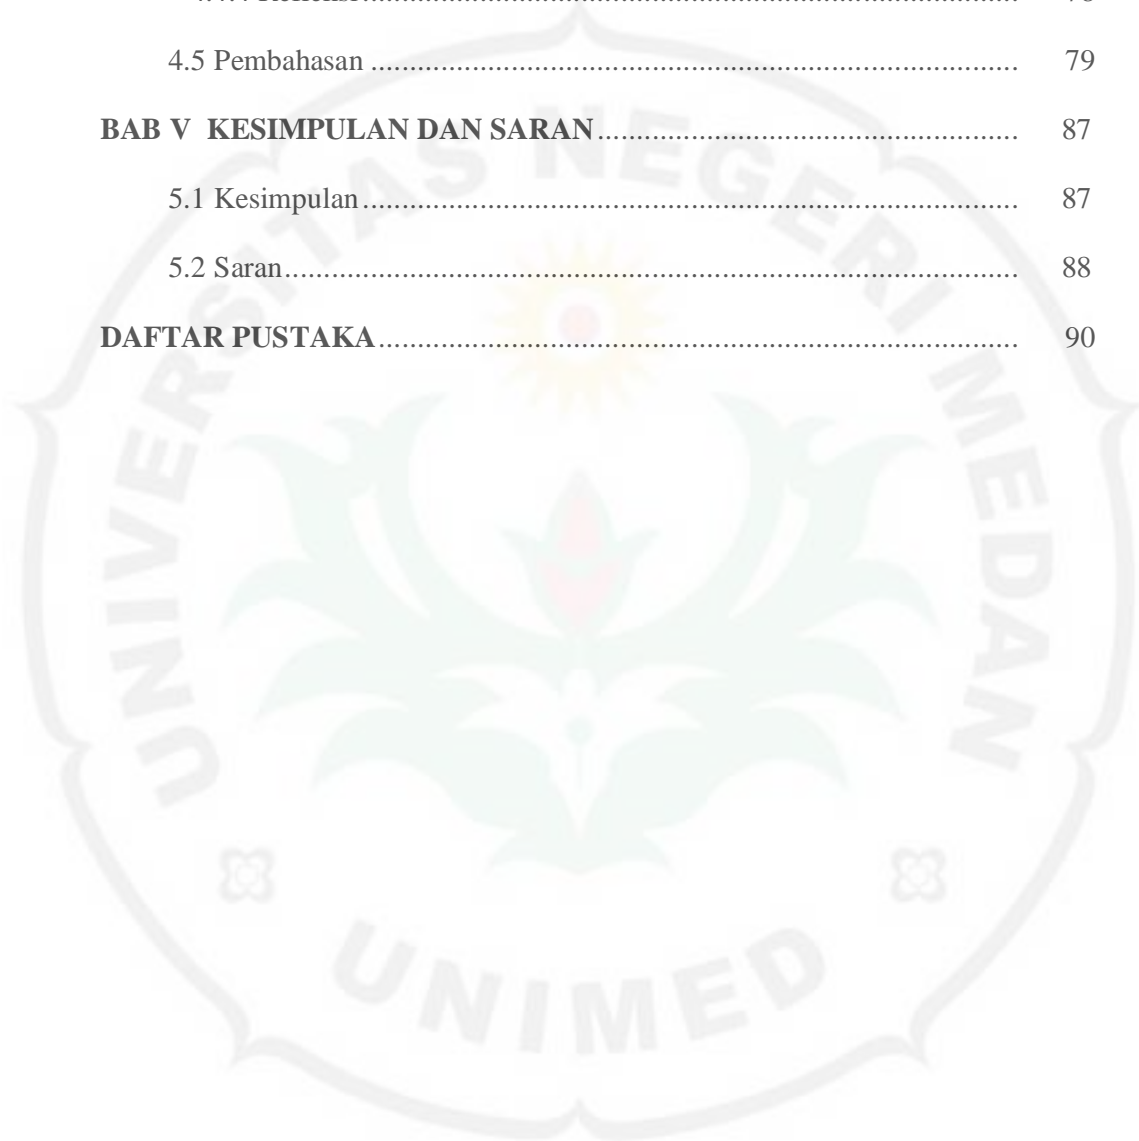 4.5 Pembahasan ........................................................................................ 79
BAB V KESIMPULAN DAN SARAN ......................................................... 87
5.1 Kesimpulan ........................................................................................ 87
5.2 Saran ................................................................................................... 88
DAFTAR PUSTAKA ...................................................................................... 90
UNIVERSITAS NEGERI MEDAN
UNIMED